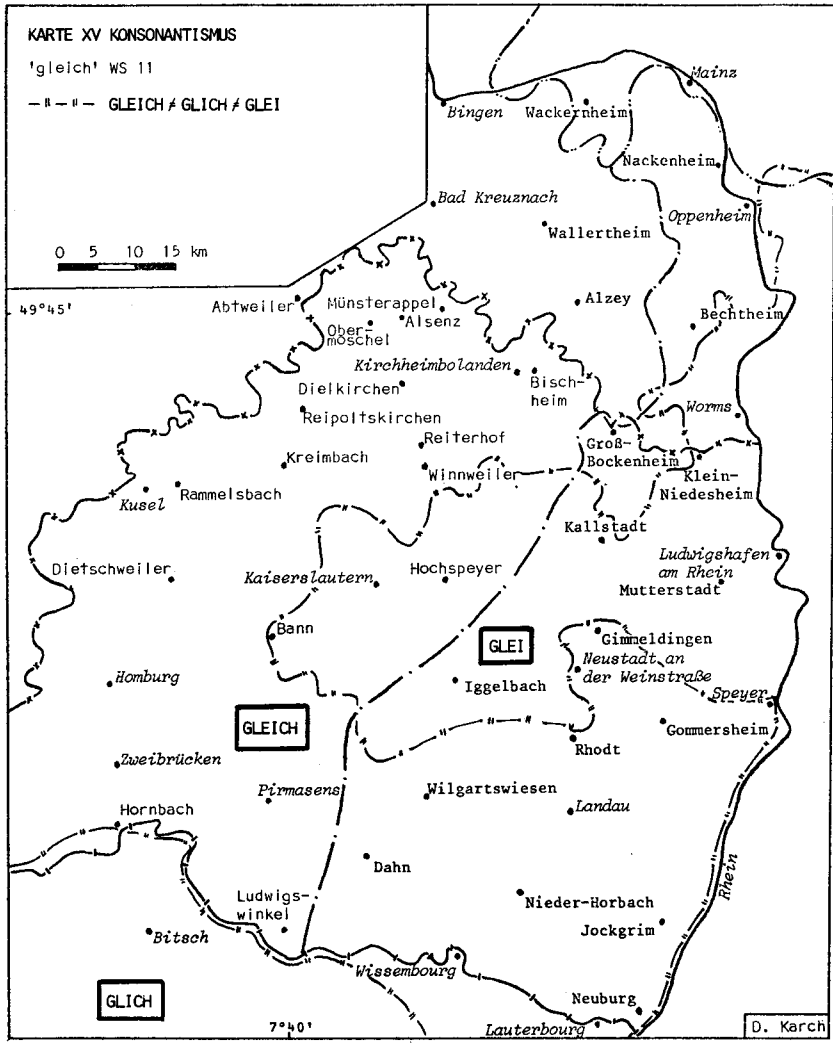 KARTE XV KONSONANTISMUS
'gleich' WS 11
GLEICH ≠ GLICH ≠ GLEI
Mainz
Bingen
Wackernheim
Nackenheim
Bad Kreuznach
Oppenheim
Wallertheim
0 5 10 15 km
49°45'
Abtweiler
Münsterappel
Alsenz
Alzey
Ober-
möschel
Bechtheim
Kirchheimbolanden
Bisch-
heim
Dielkirchen
Reipoltskirchen
Worms
Reiterhof
Groß-
Bockenheim
Kreimbach
Winnweiler
Klein-
Niedesheim
Kusel
Rammelsbach
Kallstadt
Ludwigshafen
am Rhein
Dietschweiler
Kaiserslautern
Hochspeyer
Mutterstadt
Bann
Gimmeldingen
GLEI
Neustadt an
der Weinstraße
Homburg
Iggelbach
Speyer
GLEICH
Gommersheim
Rhodt
Zweibrücken
Pirmasens
Wilgartswiesen
Landau
Hornbach
Dahn
Rhein
Ludwigs-
winkel
Nieder-Horbach
Bitsch
Jockgrim
Wissembourg
GLICH
Neuburg
7°40'
Lauterbourg
D. Karch